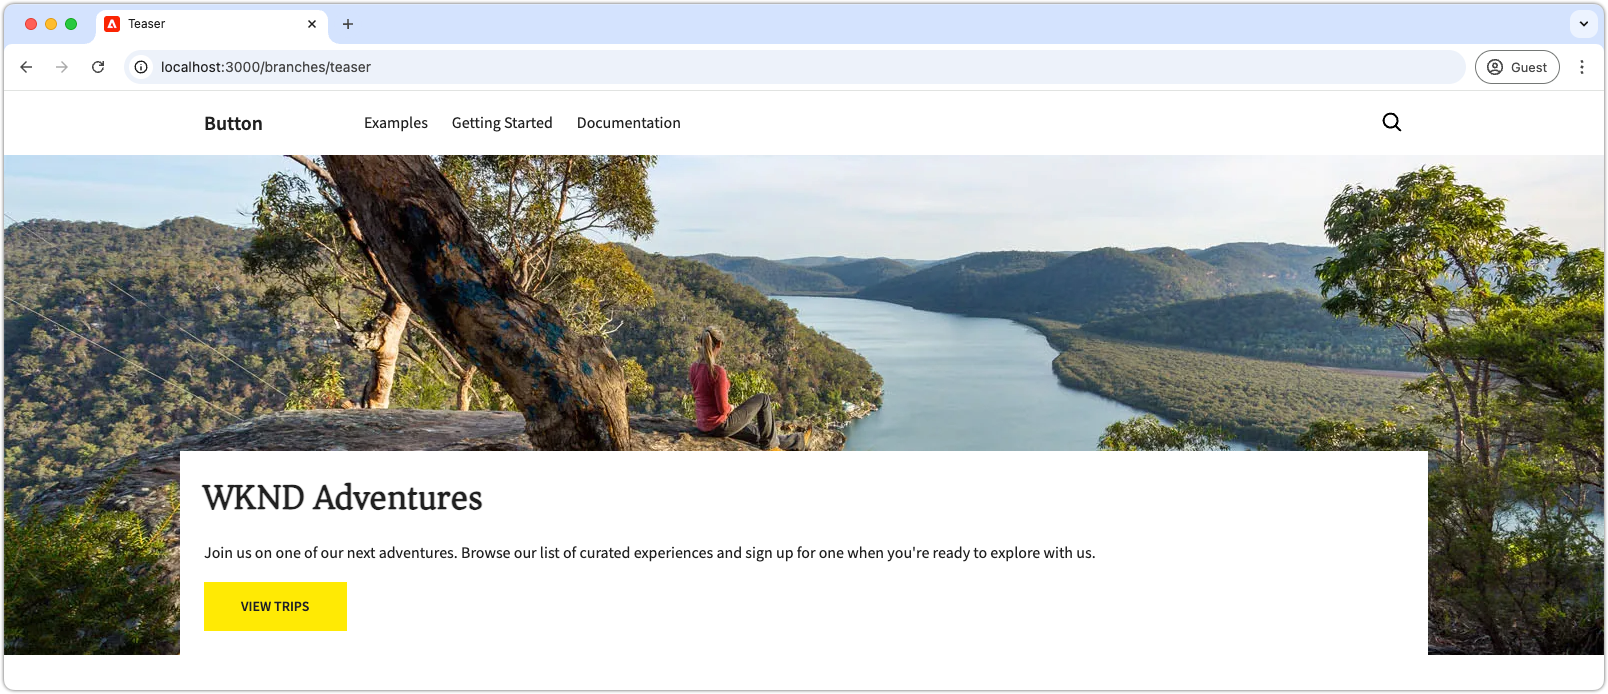 Teaser
localhost:3000/branches/teaser
Guest
Button Examples Getting Started Documentation
WKND Adventures
Join us on one of our next adventures. Browse our list of curated experiences and sign up for one when you're ready to explore with us.
VIEW TRIPS